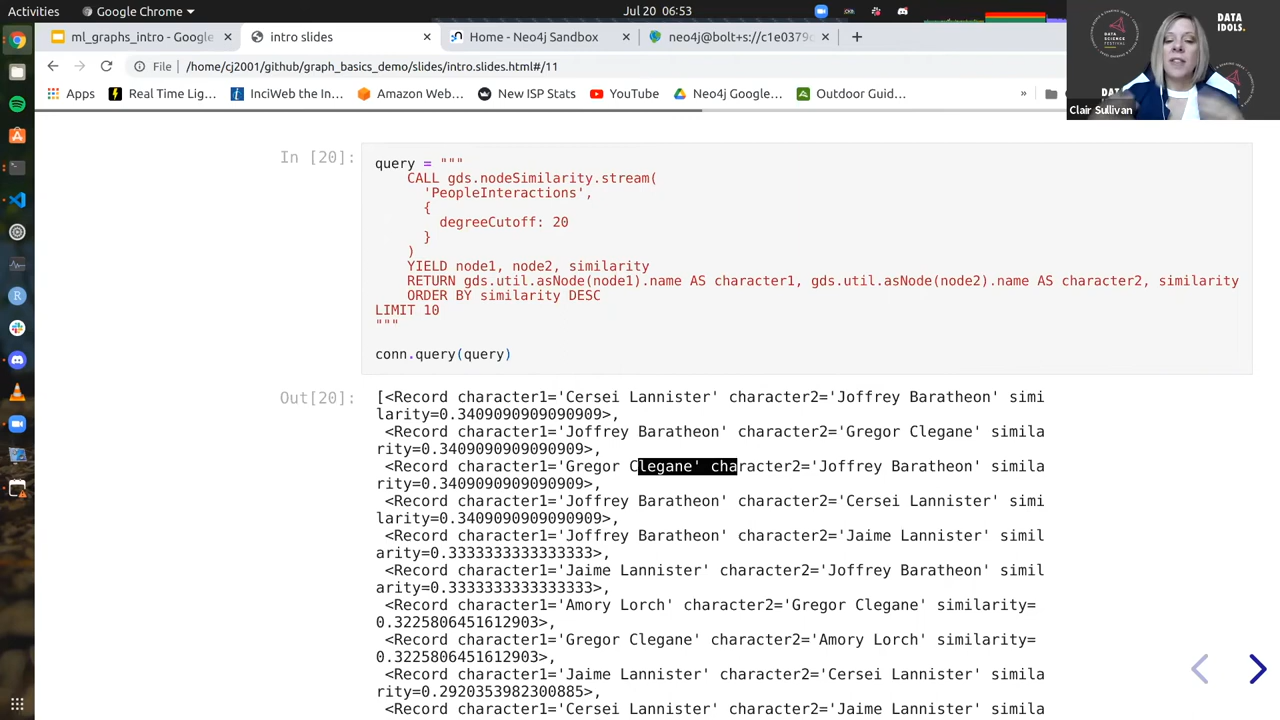 Activities
Google Chrome
Jul 20 06:53
ml_graphs_intro - Google
intro slides
Home - Neo4j Sandbox
neo4j@bolt+s://c1e0379
File
/home/cj2001/github/graph_basics_demo/slides/intro.slides.html#/11
Apps
Real Time Lig…
InciWeb the In…
Amazon Web…
New ISP Stats
YouTube
Neo4j Google…
Outdoor Guid…
»
DATA SCIENCE FESTIVAL
DATA IDOLS.
Clair Sullivan
In [20]:
query = """
CALL gds.nodeSimilarity.stream(
'PeopleInteractions',
{
degreeCutoff: 20
}
)
YIELD node1, node2, similarity
RETURN gds.util.asNode(node1).name AS character1, gds.util.asNode(node2).name AS character2, similarity
ORDER BY similarity DESC
LIMIT 10
"""
conn.query(query)
Out[20]:
[<Record character1='Cersei Lannister' character2='Joffrey Baratheon' simi
larity=0.3409090909090909>,
<Record character1='Joffrey Baratheon' character2='Gregor Clegane' simila
rity=0.3409090909090909>,
<Record character1='Gregor Clegane' character2='Joffrey Baratheon' simila
rity=0.3409090909090909>,
<Record character1='Joffrey Baratheon' character2='Cersei Lannister' simi
larity=0.3409090909090909>,
<Record character1='Joffrey Baratheon' character2='Jaime Lannister' simil
arity=0.3333333333333333>,
<Record character1='Jaime Lannister' character2='Joffrey Baratheon' simil
arity=0.3333333333333333>,
<Record character1='Amory Lorch' character2='Gregor Clegane' similarity=
0.3225806451612903>,
<Record character1='Gregor Clegane' character2='Amory Lorch' similarity=
0.3225806451612903>,
<Record character1='Jaime Lannister' character2='Cersei Lannister' simila
rity=0.2920353982300885>,
<Record character1='Cersei Lannister' character2='Jaime Lannister' simila